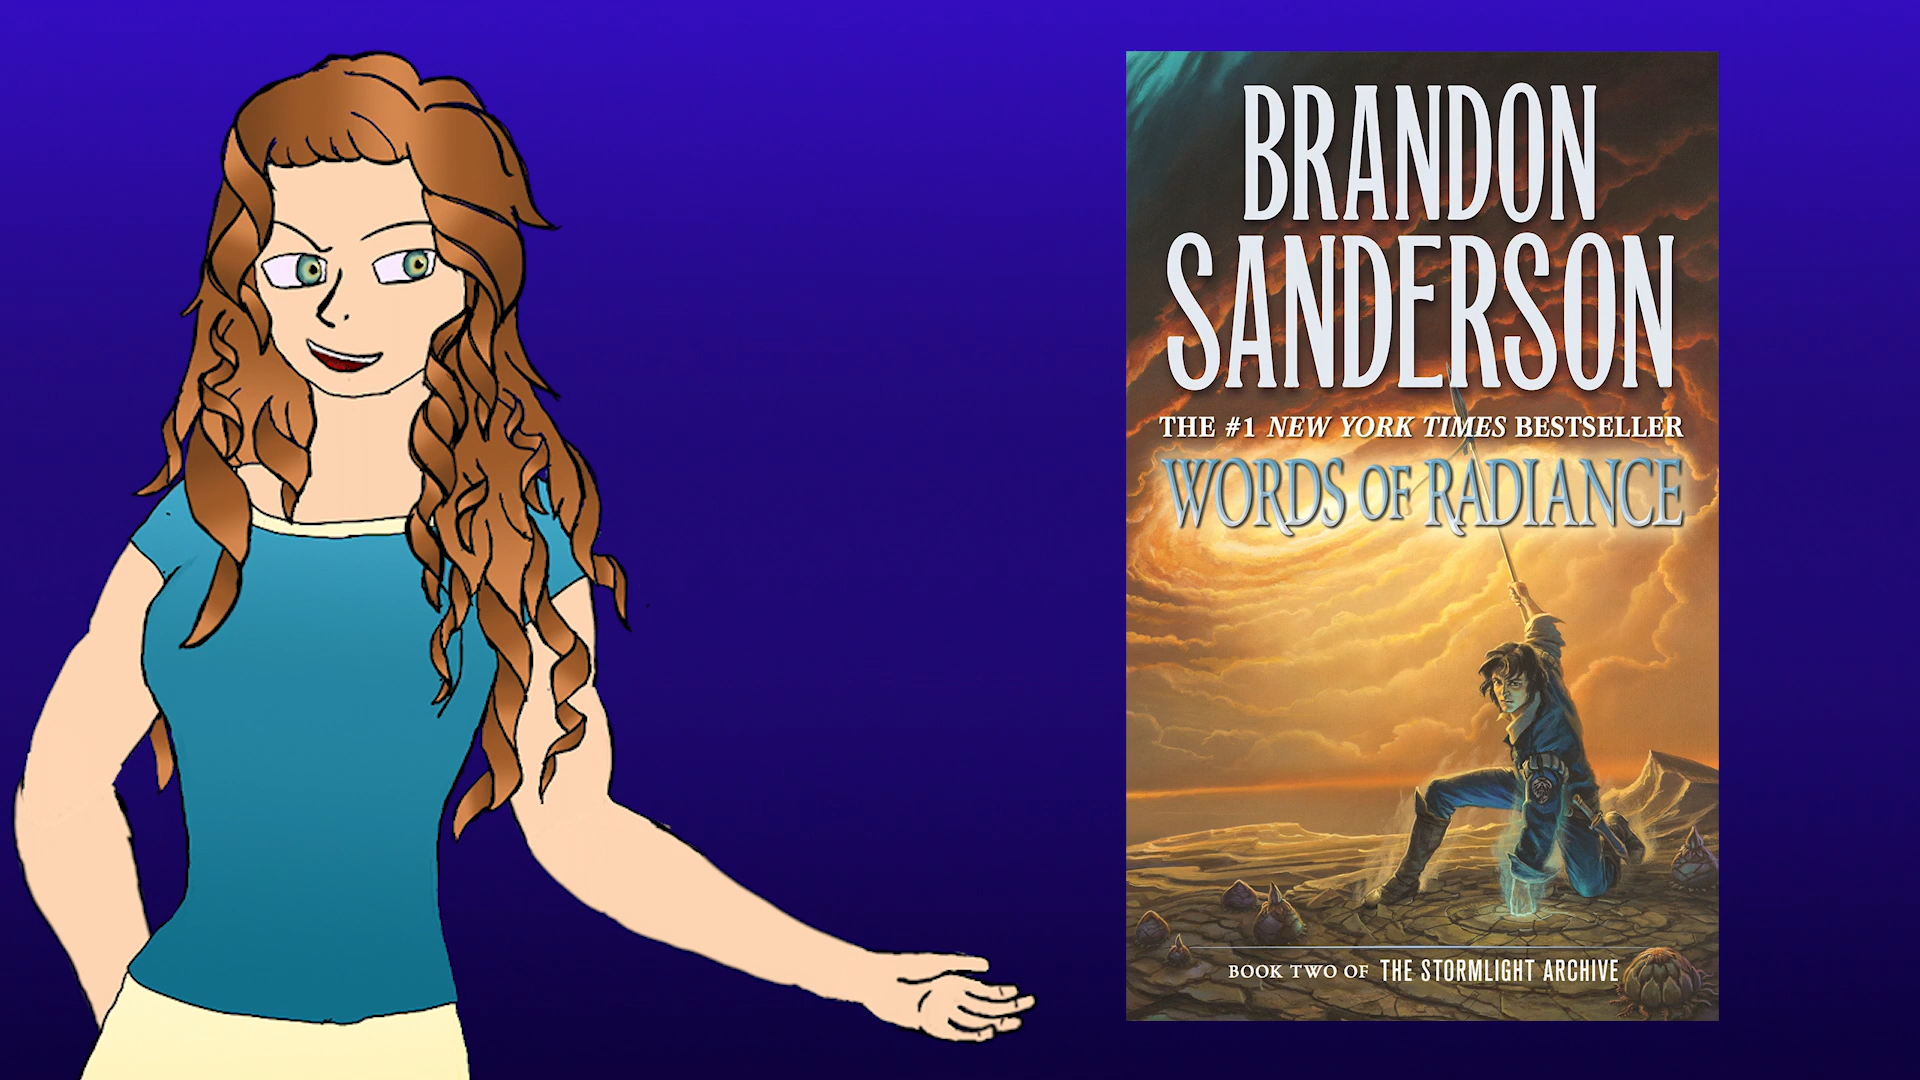 BRANDON
SANDERSON
THE #1 NEW YORK TIMES BESTSELLER
WORDS OF RADIANCE
BOOK TWO OF THE STORMLIGHT ARCHIVE